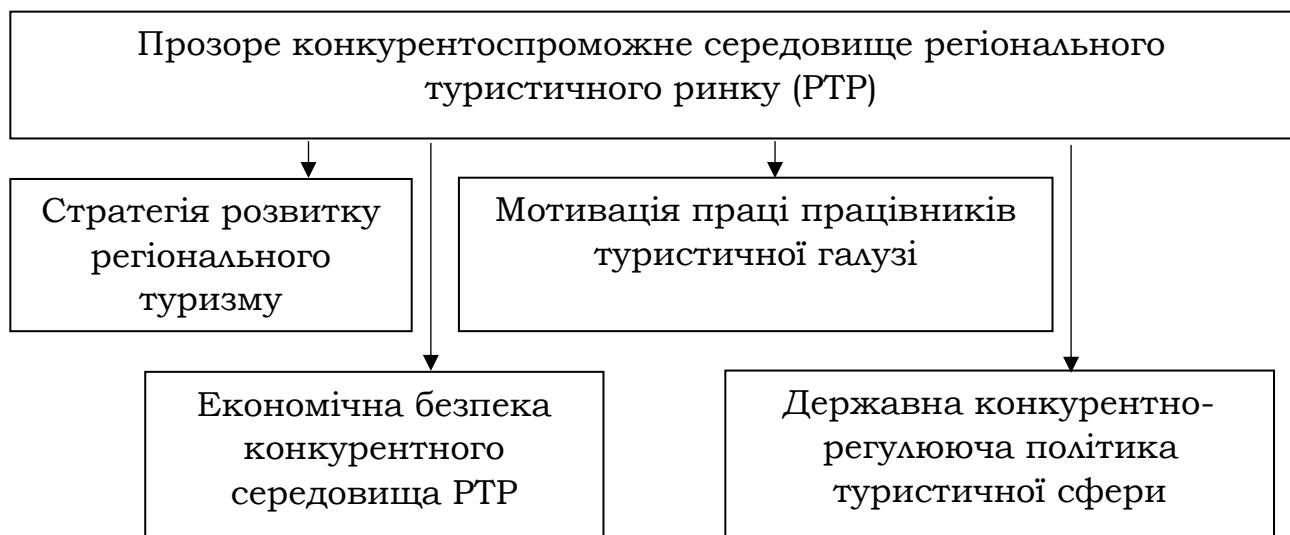 Прозоре конкурентоспроможне середовище регіонального
туристичного ринку (РТР)
Стратегія розвитку
регіонального
туризму
Мотивація праці працівників
туристичної галузі
Економічна безпека
конкурентного
середовища РТР
Державна конкурентно-
регулююча політика
туристичної сфери